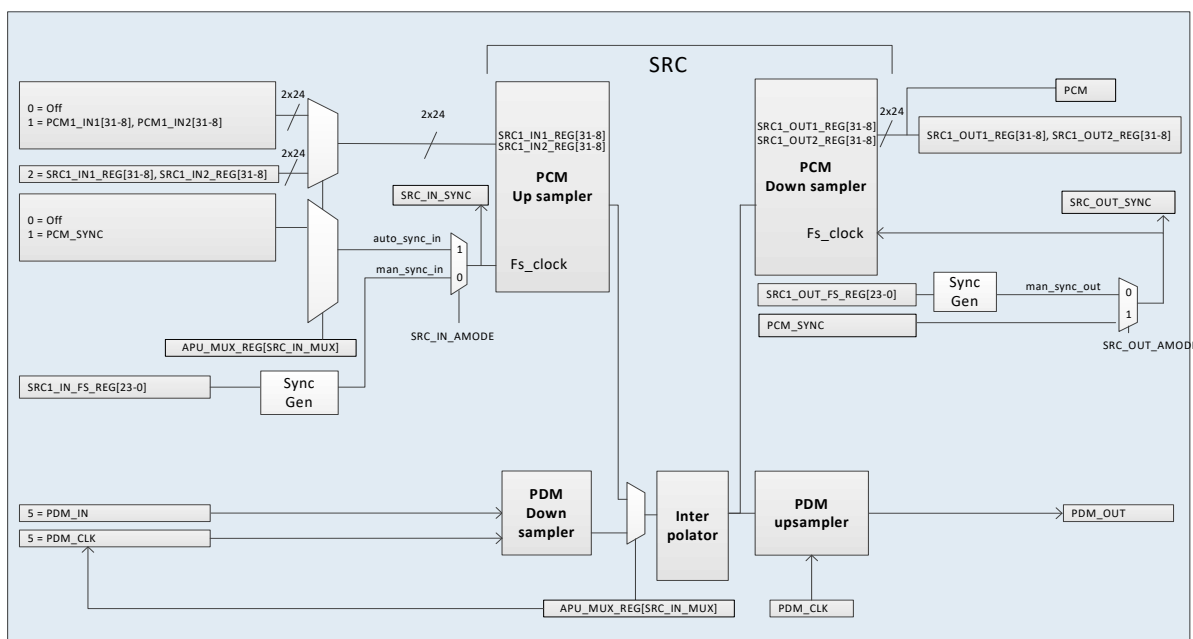 SRC
0 = Off
1 = PCM1_IN1[31-8], PCM1_IN2[31-8]
2x24
2x24
2 = SRC1_IN1_REG[31-8], SRC1_IN2_REG[31-8]
2x24
0 = Off
1 = PCM_SYNC
auto_sync_in
man_sync_in
1
0
SRC_IN_SYNC
SRC_IN_AMODE
APU_MUX_REG[SRC_IN_MUX]
SRC1_IN_FS_REG[23-0]
Sync
Gen
SRC1_IN1_REG[31-8]
SRC1_IN2_REG[31-8]
PCM
Up sampler
Fs_clock
SRC1_OUT1_REG[31-8]
SRC1_OUT2_REG[31-8]
PCM
Down sampler
Fs_clock
2x24
PCM
SRC1_OUT1_REG[31-8], SRC1_OUT2_REG[31-8]
SRC_OUT_SYNC
SRC1_OUT_FS_REG[23-0]
Sync
Gen
man_sync_out
0
1
PCM_SYNC
SRC_OUT_AMODE
5 = PDM_IN
5 = PDM_CLK
PDM
Down
sampler
Inter
polator
PDM
upsampler
PDM_OUT
APU_MUX_REG[SRC_IN_MUX]
PDM_CLK